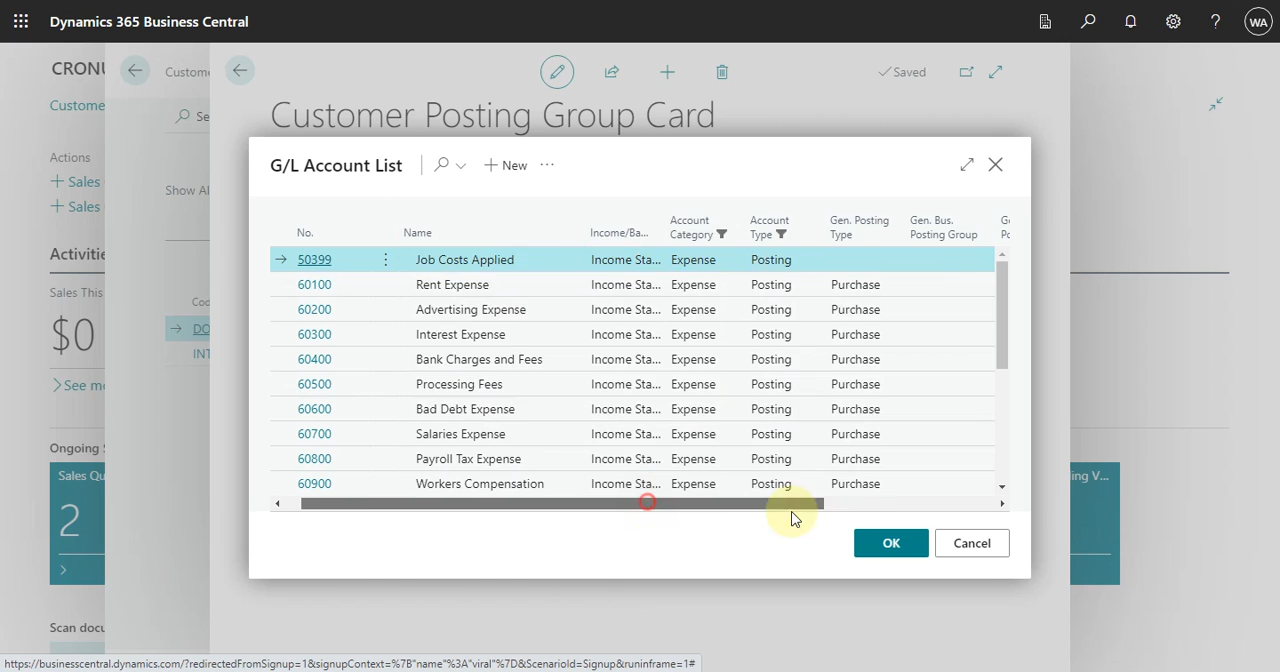 Dynamics 365 Business Central
WA
CRONU
Custome
Saved
Customer Posting Group Card
Custome
Se
Show Al
Actions
+ Sales
+ Sales
Activitie
Sales This
$0
>See mo
Coc
DO
INT
Ongoing S
Sales Qu
2
>
Scan docu
ing V...
G/L Account List
+ New ...
No. Name Income/Ba... Account Category Account Type Gen. Posting Type Gen. Bus. Posting Group
50399 Job Costs Applied Income Sta... Expense Posting
60100 Rent Expense Income Sta... Expense Posting Purchase
60200 Advertising Expense Income Sta... Expense Posting Purchase
60300 Interest Expense Income Sta... Expense Posting Purchase
60400 Bank Charges and Fees Income Sta... Expense Posting Purchase
60500 Processing Fees Income Sta... Expense Posting Purchase
60600 Bad Debt Expense Income Sta... Expense Posting Purchase
60700 Salaries Expense Income Sta... Expense Posting Purchase
60800 Payroll Tax Expense Income Sta... Expense Posting Purchase
60900 Workers Compensation Income Sta... Expense Posting Purchase
OK Cancel
https://businesscentral.dynamics.com/?redirectedFromSignup=1&signupContext=%7B"name"%3A"viral"%7D&ScenarioId=Signup&runinframe=1#